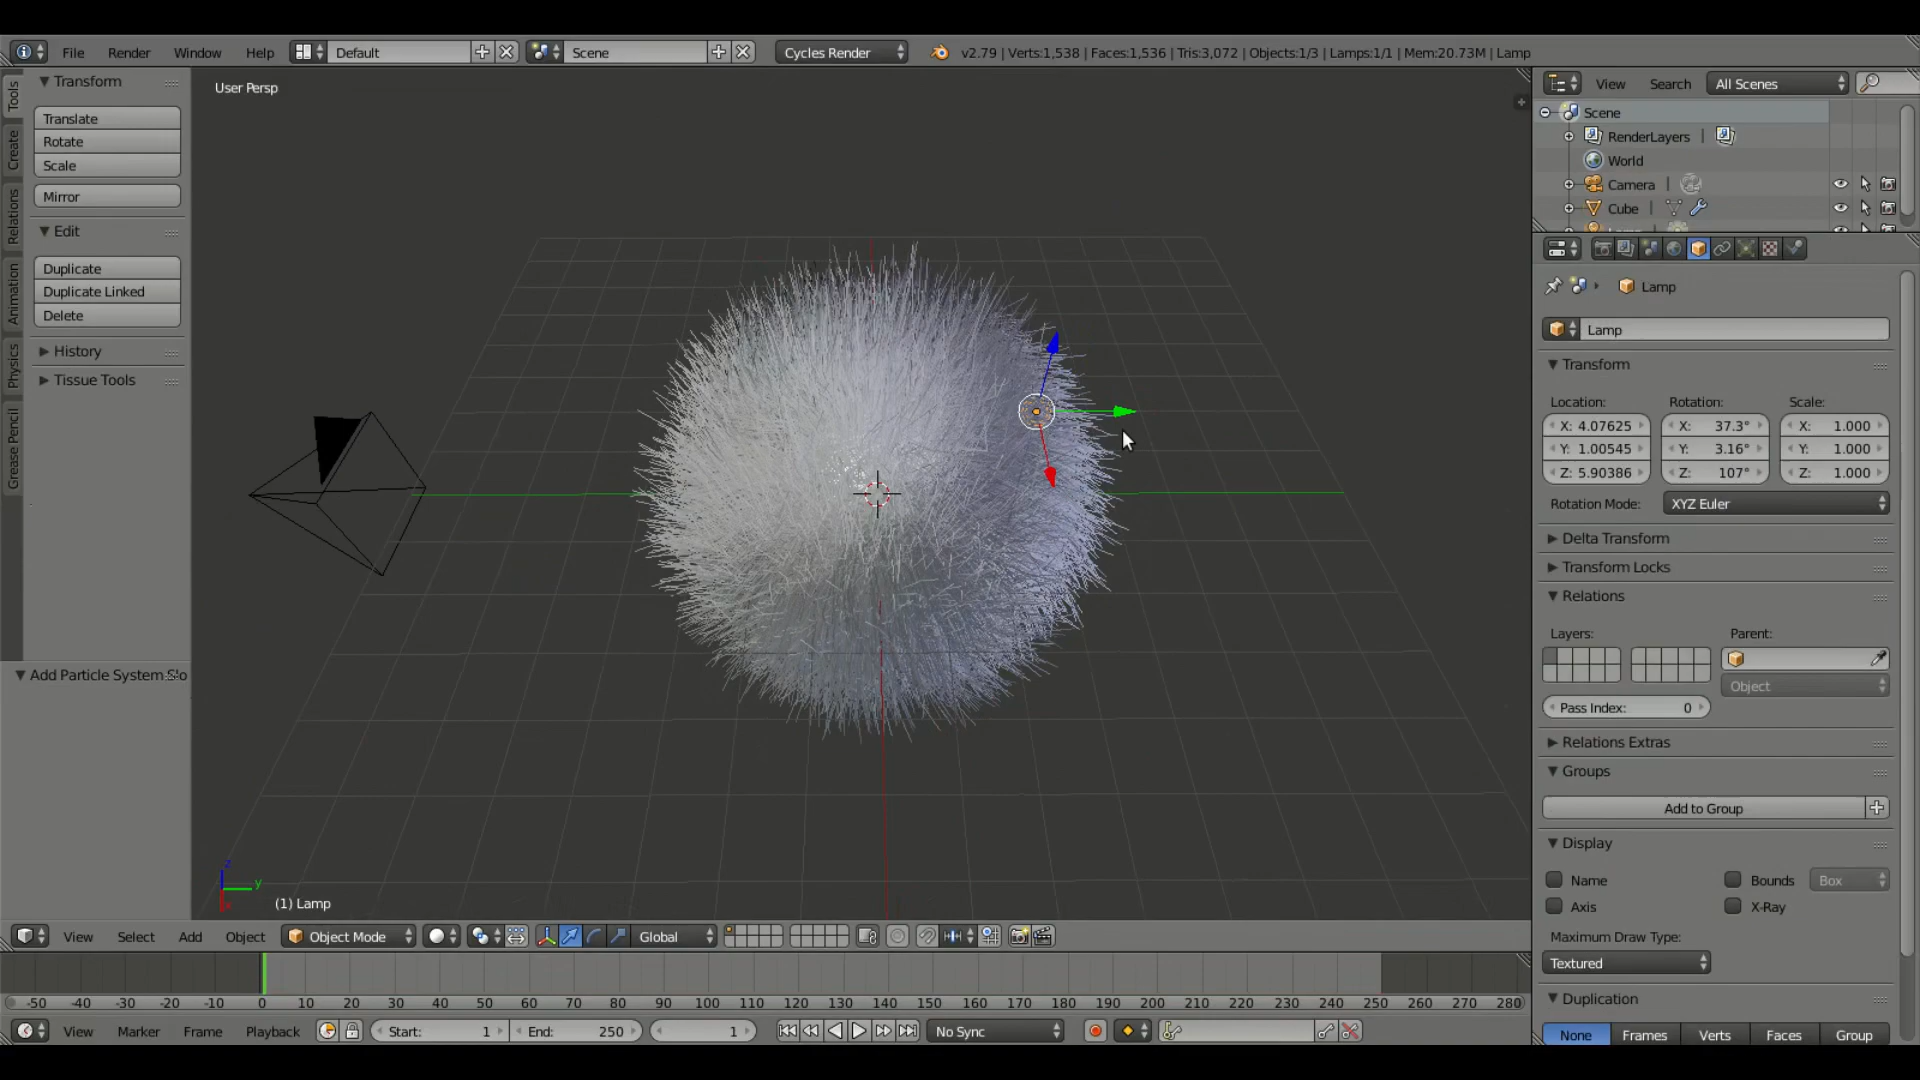 File Render Window Help Default Scene Cycles Render v2.79 | Verts:1,538 | Faces:1,536 | Tris:3,072 | Objects:1/3 | Lamps:1/1 | Mem:20.73M | Lamp
Tools
Create
Relations
Animation
Physics
Grease Pencil
Transform
Translate
Rotate
Scale
Mirror
Edit
Duplicate
Duplicate Linked
Delete
History
Tissue Tools
Add Particle System Slo
User Persp
z
y
x
(1) Lamp
View Search All Scenes
Scene
RenderLayers |
World
Camera |
Cube |
Lamp
Lamp
Transform
Location: Rotation: Scale:
X: 4.07625 X: 37.3° X: 1.000
Y: 1.00545 Y: 3.16° Y: 1.000
Z: 5.90386 Z: 107° Z: 1.000
Rotation Mode: XYZ Euler
Delta Transform
Transform Locks
Relations
Layers: Parent:
Object
Pass Index: 0
Relations Extras
Groups
Add to Group
Display
Name Bounds Box
Axis X-Ray
Maximum Draw Type:
Textured
Duplication
None Frames Verts Faces Group
View Select Add Object Object Mode Global
-50 -40 -30 -20 -10 0 10 20 30 40 50 60 70 80 90 100 110 120 130 140 150 160 170 180 190 200 210 220 230 240 250 260 270 280
View Marker Frame Playback Start: 1 End: 250 1 No Sync